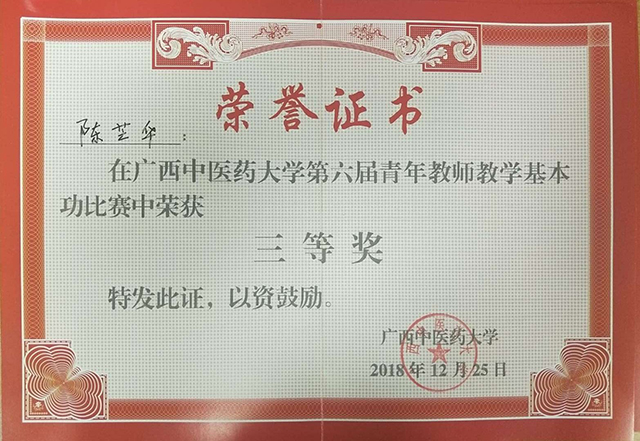 荣誉证书
陈芸华：
在广西中医药大学第六届青年教师教学基本
功比赛中荣获
三等奖
特发此证，以资鼓励。
广西中医药大学
2018年12月25日